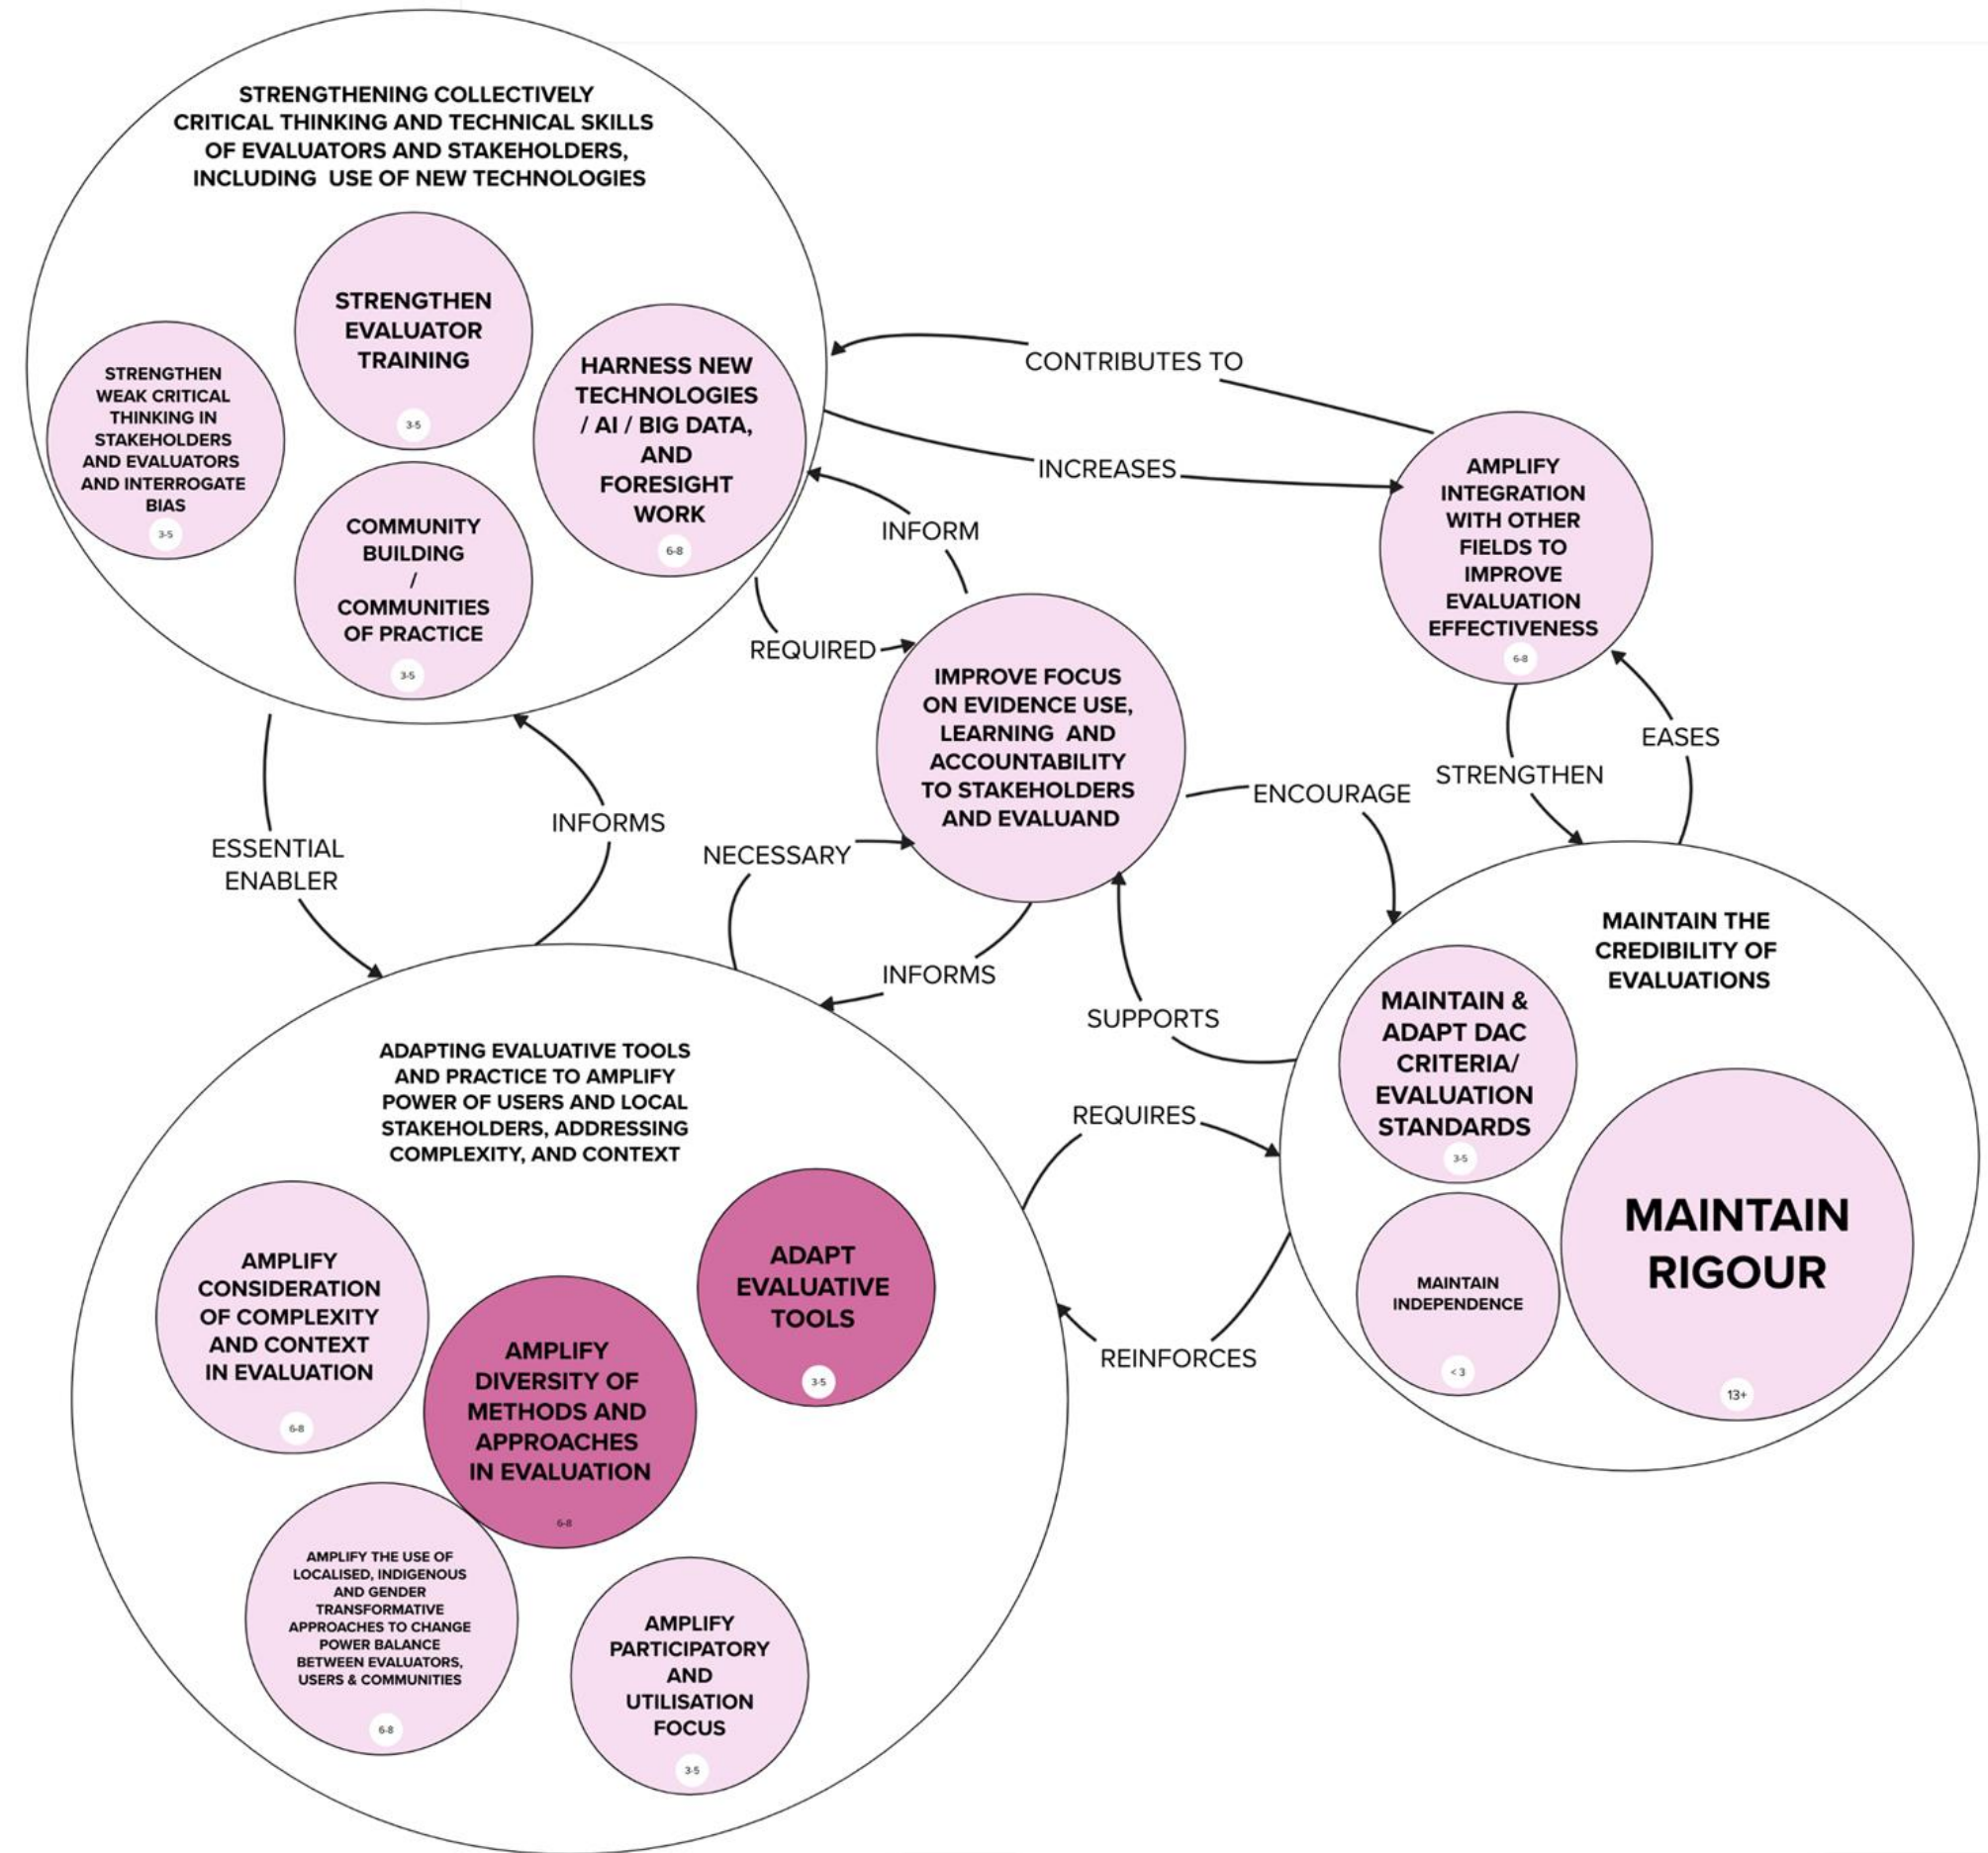 STRENGTHENING COLLECTIVELY
CRITICAL THINKING AND TECHNICAL SKILLS
OF EVALUATORS AND STAKEHOLDERS,
INCLUDING USE OF NEW TECHNOLOGIES
STRENGTHEN
EVALUATOR
TRAINING
3-5
STRENGTHEN
WEAK CRITICAL
THINKING IN
STAKEHOLDERS
AND EVALUATORS
AND INTERROGATE
BIAS
3-5
HARNESS NEW
TECHNOLOGIES
/ AI / BIG DATA,
AND
FORESIGHT
WORK
6-8
COMMUNITY
BUILDING
/
COMMUNITIES
OF PRACTICE
3-5
CONTRIBUTES TO
INCREASES
INFORM
REQUIRED
AMPLIFY
INTEGRATION
WITH OTHER
FIELDS TO
IMPROVE
EVALUATION
EFFECTIVENESS
6-8
IMPROVE FOCUS
ON EVIDENCE USE,
LEARNING AND
ACCOUNTABILITY
TO STAKEHOLDERS
AND EVALUAND
EASES
STRENGTHEN
ENCOURAGE
ESSENTIAL
ENABLER
INFORMS
NECESSARY
INFORMS
SUPPORTS
REQUIRES
REINFORCES
MAINTAIN THE
CREDIBILITY OF
EVALUATIONS
MAINTAIN &
ADAPT DAC
CRITERIA/
EVALUATION
STANDARDS
3-5
MAINTAIN
RIGOUR
13+
MAINTAIN
INDEPENDENCE
< 3
ADAPTING EVALUATIVE TOOLS
AND PRACTICE TO AMPLIFY
POWER OF USERS AND LOCAL
STAKEHOLDERS, ADDRESSING
COMPLEXITY, AND CONTEXT
AMPLIFY
CONSIDERATION
OF COMPLEXITY
AND CONTEXT
IN EVALUATION
6-8
ADAPT
EVALUATIVE
TOOLS
3-5
AMPLIFY
DIVERSITY OF
METHODS AND
APPROACHES
IN EVALUATION
6-8
AMPLIFY THE USE OF
LOCALISED, INDIGENOUS
AND GENDER
TRANSFORMATIVE
APPROACHES TO CHANGE
POWER BALANCE
BETWEEN EVALUATORS,
USERS & COMMUNITIES
6-8
AMPLIFY
PARTICIPATORY
AND
UTILISATION
FOCUS
3-5